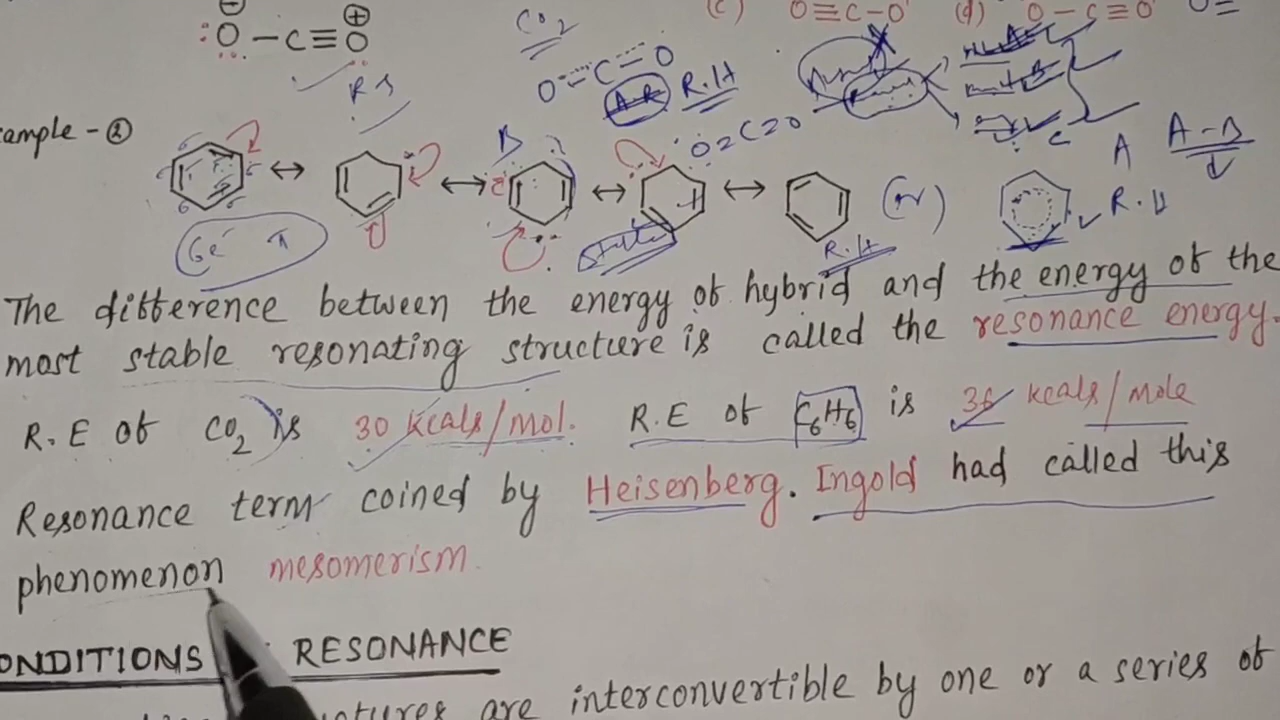 (c) O≡C-O (d) O-C≡O O=
:O-C≡O CO2
O=C=O R.H
R.S
ample-②
B O2C20 C A A-B
6e⁻ π Stable R.H (or) R.H
The difference between the energy of hybrid and the energy of the
most stable resonating structure is called the resonance energy.
R.E of CO2 is 30 kcals/mol. R.E of C6H6 is 36 kcals/mole
Resonance term coined by Heisenberg. Ingold had called this
phenomenon mesomerism.
ONDITIONS RESONANCE
are interconvertible by one or a series of